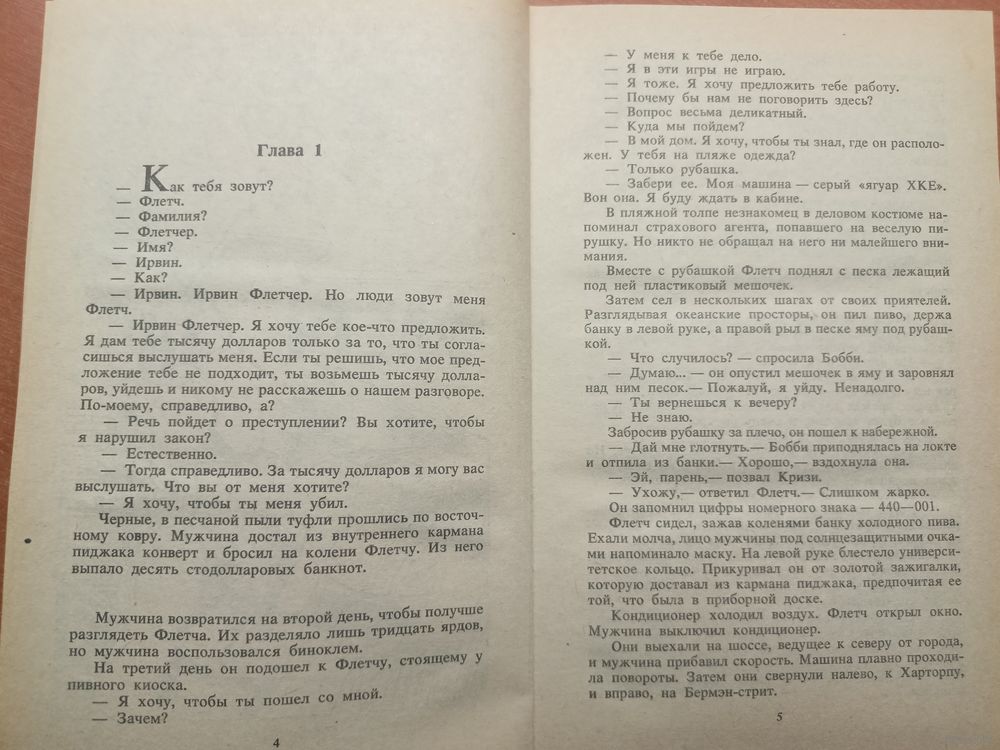 Глава 1
— Как тебя зовут?
— Флетч.
— Фамилия?
— Флетчер.
— Имя?
— Ирвин.
— Как?
— Ирвин. Ирвин Флетчер. Но люди зовут меня
Флетч.
— Ирвин Флетчер. Я хочу тебе кое-что предложить.
Я дам тебе тысячу долларов только за то, что ты согла-
сишься выслушать меня. Если ты решишь, что мое пред-
ложение тебе не подходит, ты возьмешь тысячу долла-
ров, уйдешь и никому не расскажешь о нашем разговоре.
По-моему, справедливо, а?
— Речь пойдет о преступлении? Вы хотите, чтобы
я нарушил закон?
— Естественно.
— Тогда справедливо. За тысячу долларов я могу вас
выслушать. Что вы от меня хотите?
— Я хочу, чтобы ты меня убил.
Черные, в песчаной пыли туфли прошлись по восточ-
ному ковру. Мужчина достал из внутреннего кармана
пиджака конверт и бросил на колени Флетчу. Из него
выпало десять стодолларовых банкнот.
Мужчина возвратился на второй день, чтобы получше
разглядеть Флетча. Их разделяло лишь тридцать ярдов,
но мужчина воспользовался биноклем.
На третий день он подошел к Флетчу, стоящему у
пивного киоска.
— Я хочу, чтобы ты пошел со мной.
— Зачем?
4
— У меня к тебе дело.
— Я в эти игры не играю.
— Я тоже. Я хочу предложить тебе работу.
— Почему бы нам не поговорить здесь?
— Вопрос весьма деликатный.
— Куда мы пойдем?
— В мой дом. Я хочу, чтобы ты знал, где он располо-
жен. У тебя на пляже одежда?
— Только рубашка.
— Забери ее. Моя машина — серый «ягуар ХКЕ».
Вон она. Я буду ждать в кабине.
В пляжной толпе незнакомец в деловом костюме на-
поминал страхового агента, попавшего на веселую пи-
рушку. Но никто не обращал на него ни малейшего вни-
мания.
Вместе с рубашкой Флетч поднял с песка лежащий
под ней пластиковый мешочек.
Затем сел в нескольких шагах от своих приятелей.
Разглядывая океанские просторы, он пил пиво, держа
банку в левой руке, а правой рыл в песке яму под рубаш-
кой.
— Что случилось? — спросила Бобби.
— Думаю... — он опустил мешочек в яму и заровнял
над ним песок.— Пожалуй, я уйду. Ненадолго.
— Ты вернешься к вечеру?
— Не знаю.
Забросив рубашку за плечо, он пошел к набережной.
— Дай мне глотнуть.— Бобби приподнялась на локте
и отпила из банки.— Хорошо,— вздохнула она.
— Эй, парень,— позвал Кризи.
— Ухожу,— ответил Флетч.— Слишком жарко.
Он запомнил цифры номерного знака — 440—001.
Флетч сидел, зажав коленями банку холодного пива.
Ехали молча, лицо мужчины под солнцезащитными очка-
ми напоминало маску. На левой руке блестело универси-
тетское кольцо. Прикуривал он от золотой зажигалки,
которую доставал из кармана пиджака, предпочитая ее
той, что была в приборной доске.
Кондиционер холодил воздух. Флетч открыл окно.
Мужчина выключил кондиционер.
Они выехали на шоссе, ведущее к северу от города,
и мужчина прибавил скорость. Машина плавно проходи-
ла повороты. Затем они свернули налево, к Харторпу,
и вправо, на Бермэн-стрит.
5